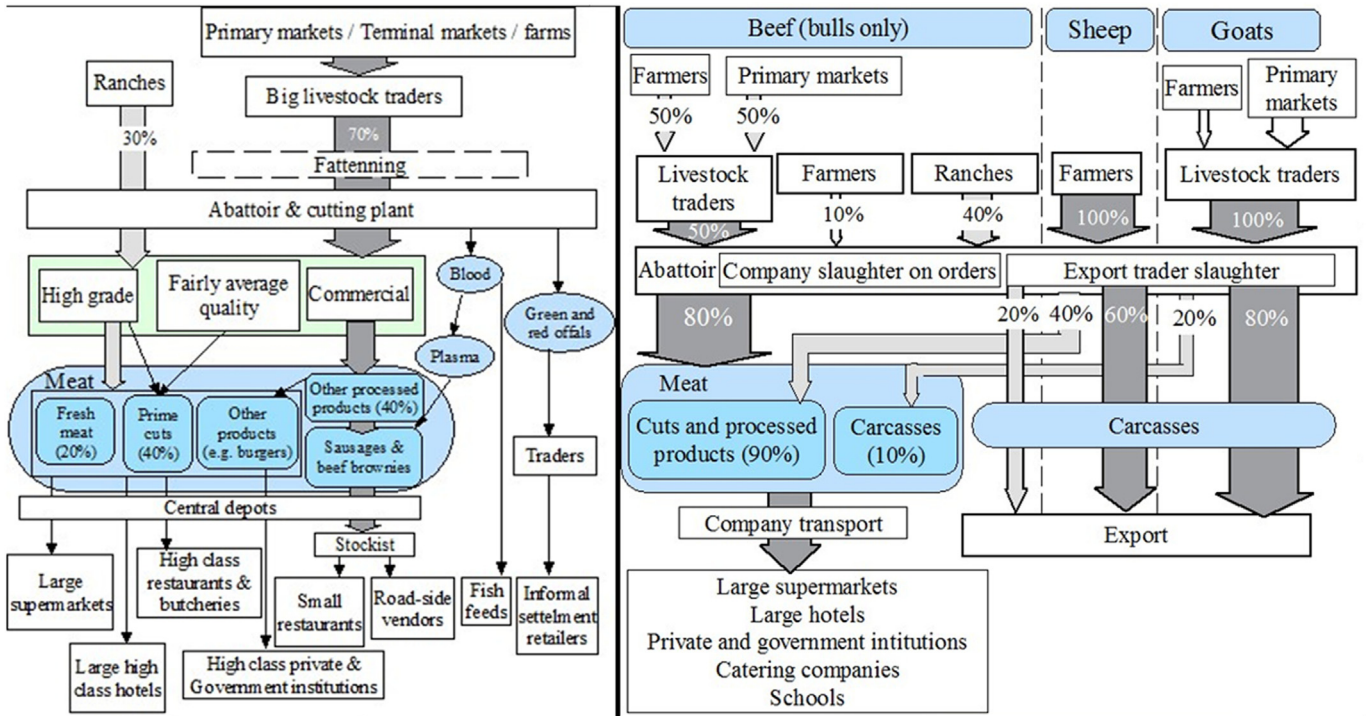 Primary markets / Terminal markets / farms
Ranches
Big livestock traders
30%
70%
Fattenning
Abattoir & cutting plant
High grade
Fairly average
quality
Commercial
Blood
Green and
red offals
Plasma
Meat
Fresh
meat
(20%)
Prime
cuts
(40%)
Other
products
(e.g. burgers)
Other processed
products (40%)
Sausages &
beef brownies
Traders
Central depots
Stockist
Large
supermarkets
High class
restaurants &
butcheries
Small
restaurants
Road-side
vendors
Fish
feeds
Informal
settelment
retailers
Large high
class hotels
High class private &
Government institutions
Beef (bulls only)
Sheep
Goats
Farmers
Primary markets
50%
50%
Farmers
Primary
markets
Livestock
traders
Farmers
Ranches
Farmers
Livestock traders
50%
10%
40%
100%
100%
Abattoir
Company slaughter on orders
Export trader slaughter
80%
20%
40%
60%
20%
80%
Meat
Cuts and processed
products (90%)
Carcasses
(10%)
Carcasses
Company transport
Export
Large supermarkets
Large hotels
Private and government intitutions
Catering companies
Schools